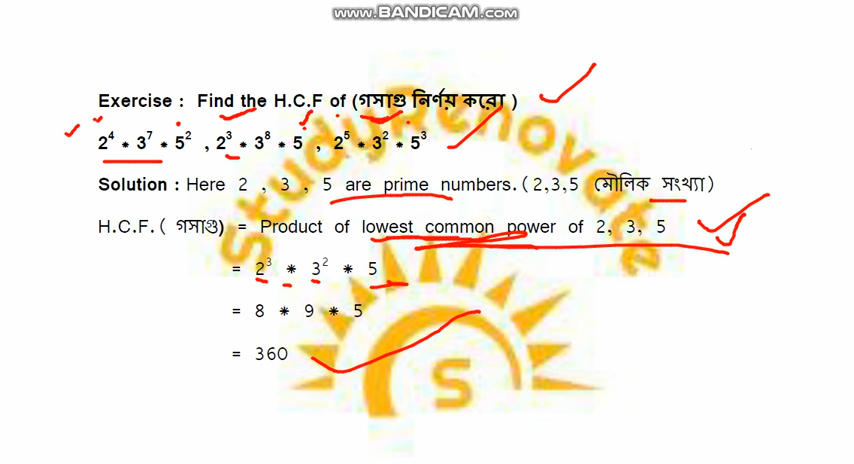 www.BANDICAM.com
Exercise : Find the H.C.F of (গসাগু নির্ণয় করো )
2⁴ * 3⁷ * 5² , 2³ * 3⁸ * 5 , 2⁵ * 3² * 5³
Solution : Here 2 , 3 , 5 are prime numbers.(2,3,5 মৌলিক সংখ্যা)
H.C.F.( গসাগু) = Product of lowest common power of 2, 3, 5
= 2³ * 3² * 5
= 8 * 9 * 5
= 360
StudyRenovate
S